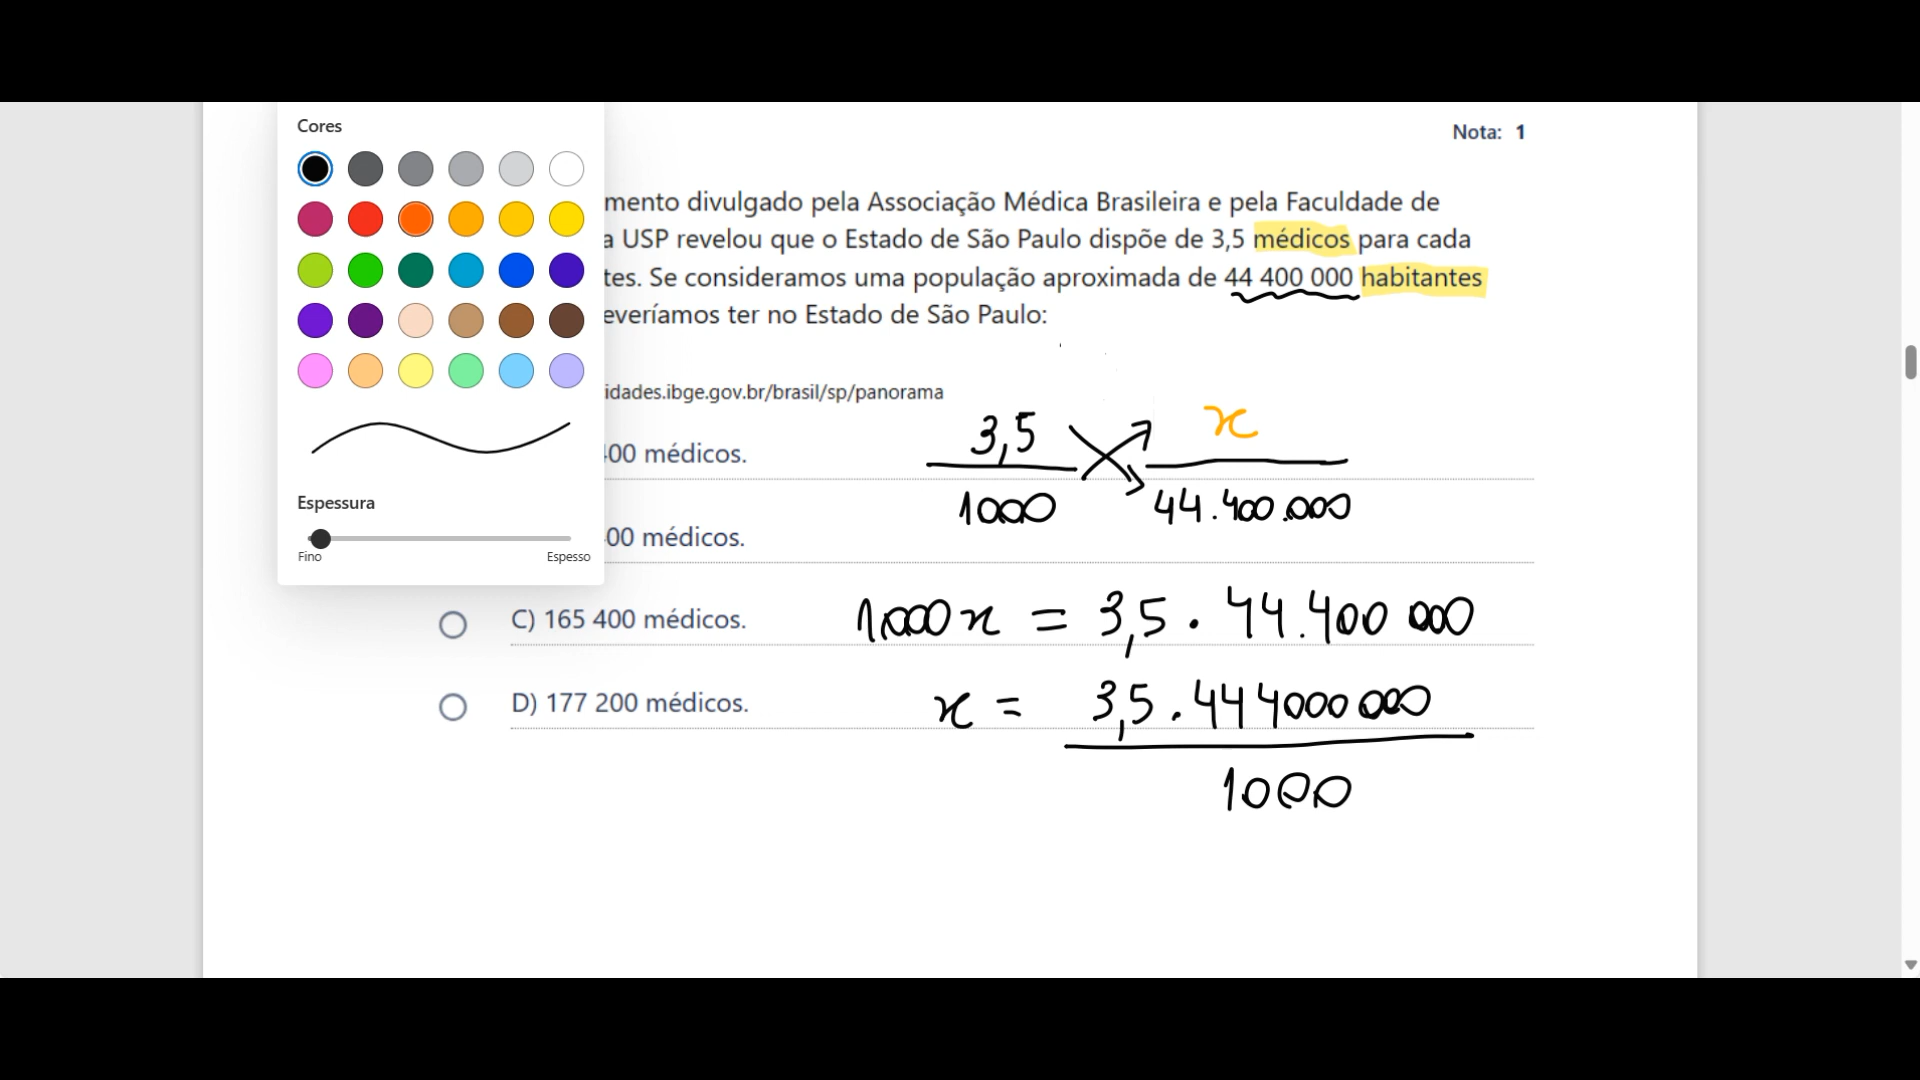 Cores
Nota: 1
mento divulgado pela Associação Médica Brasileira e pela Faculdade de
a USP revelou que o Estado de São Paulo dispõe de 3,5 médicos para cada
tes. Se consideramos uma população aproximada de 44 400 000 habitantes
everíamos ter no Estado de São Paulo:
idades.ibge.gov.br/brasil/sp/panorama
3,5 x
400 médicos.
1000 44.400.000
Espessura
Fino Espesso
00 médicos.
C) 165 400 médicos.
1000x = 3,5 . 44.400 000
D) 177 200 médicos.
x = 3,5 . 444000 000
1000